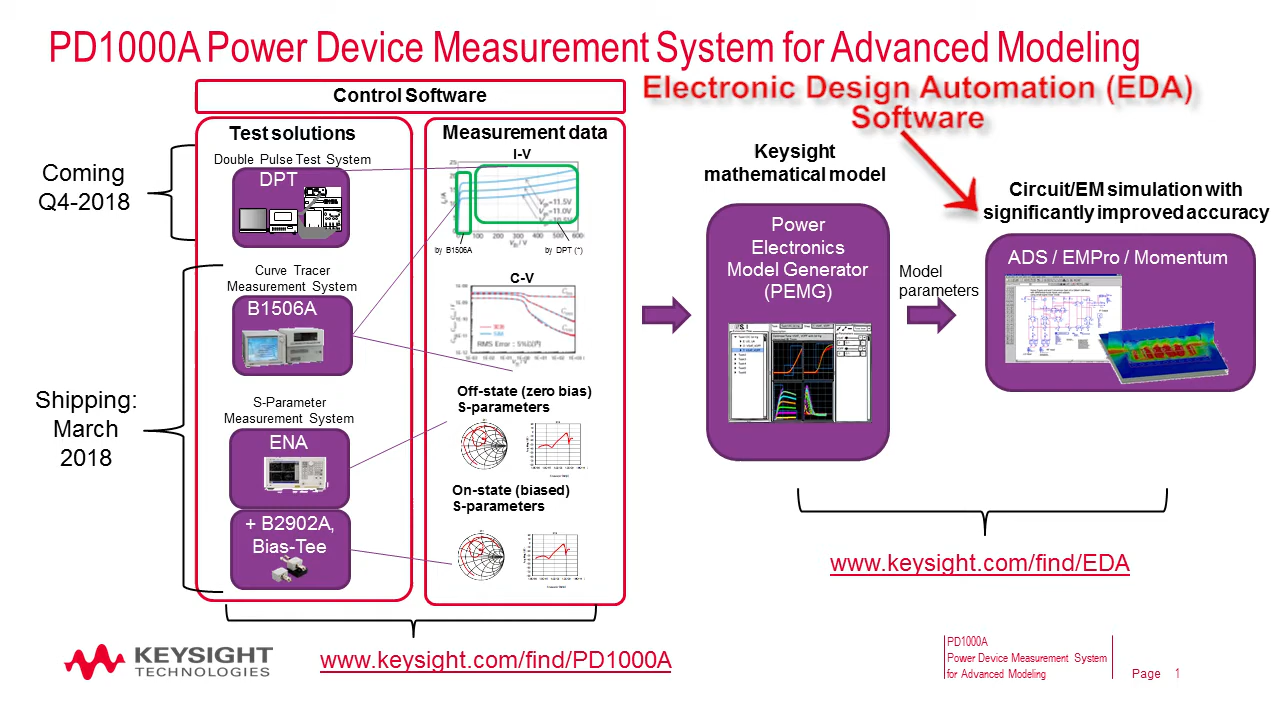 PD1000A Power Device Measurement System for Advanced Modeling
Electronic Design Automation (EDA)
Software
Control Software
Test solutions
Measurement data
Coming
Q4-2018
Shipping:
March
2018
Double Pulse Test System
DPT
Curve Tracer
Measurement System
B1506A
S-Parameter
Measurement System
ENA
+ B2902A,
Bias-Tee
I-V
by B1506A
by DPT (*)
C-V
RMS Error : 5%
Off-state (zero bias)
S-parameters
On-state (biased)
S-parameters
Keysight
mathematical model
Power
Electronics
Model Generator
(PEMG)
Model
parameters
Circuit/EM simulation with
significantly improved accuracy
ADS / EMPro / Momentum
www.keysight.com/find/EDA
www.keysight.com/find/PD1000A
KEYSIGHT
TECHNOLOGIES
PD1000A
Power Device Measurement System
for Advanced Modeling
Page 1